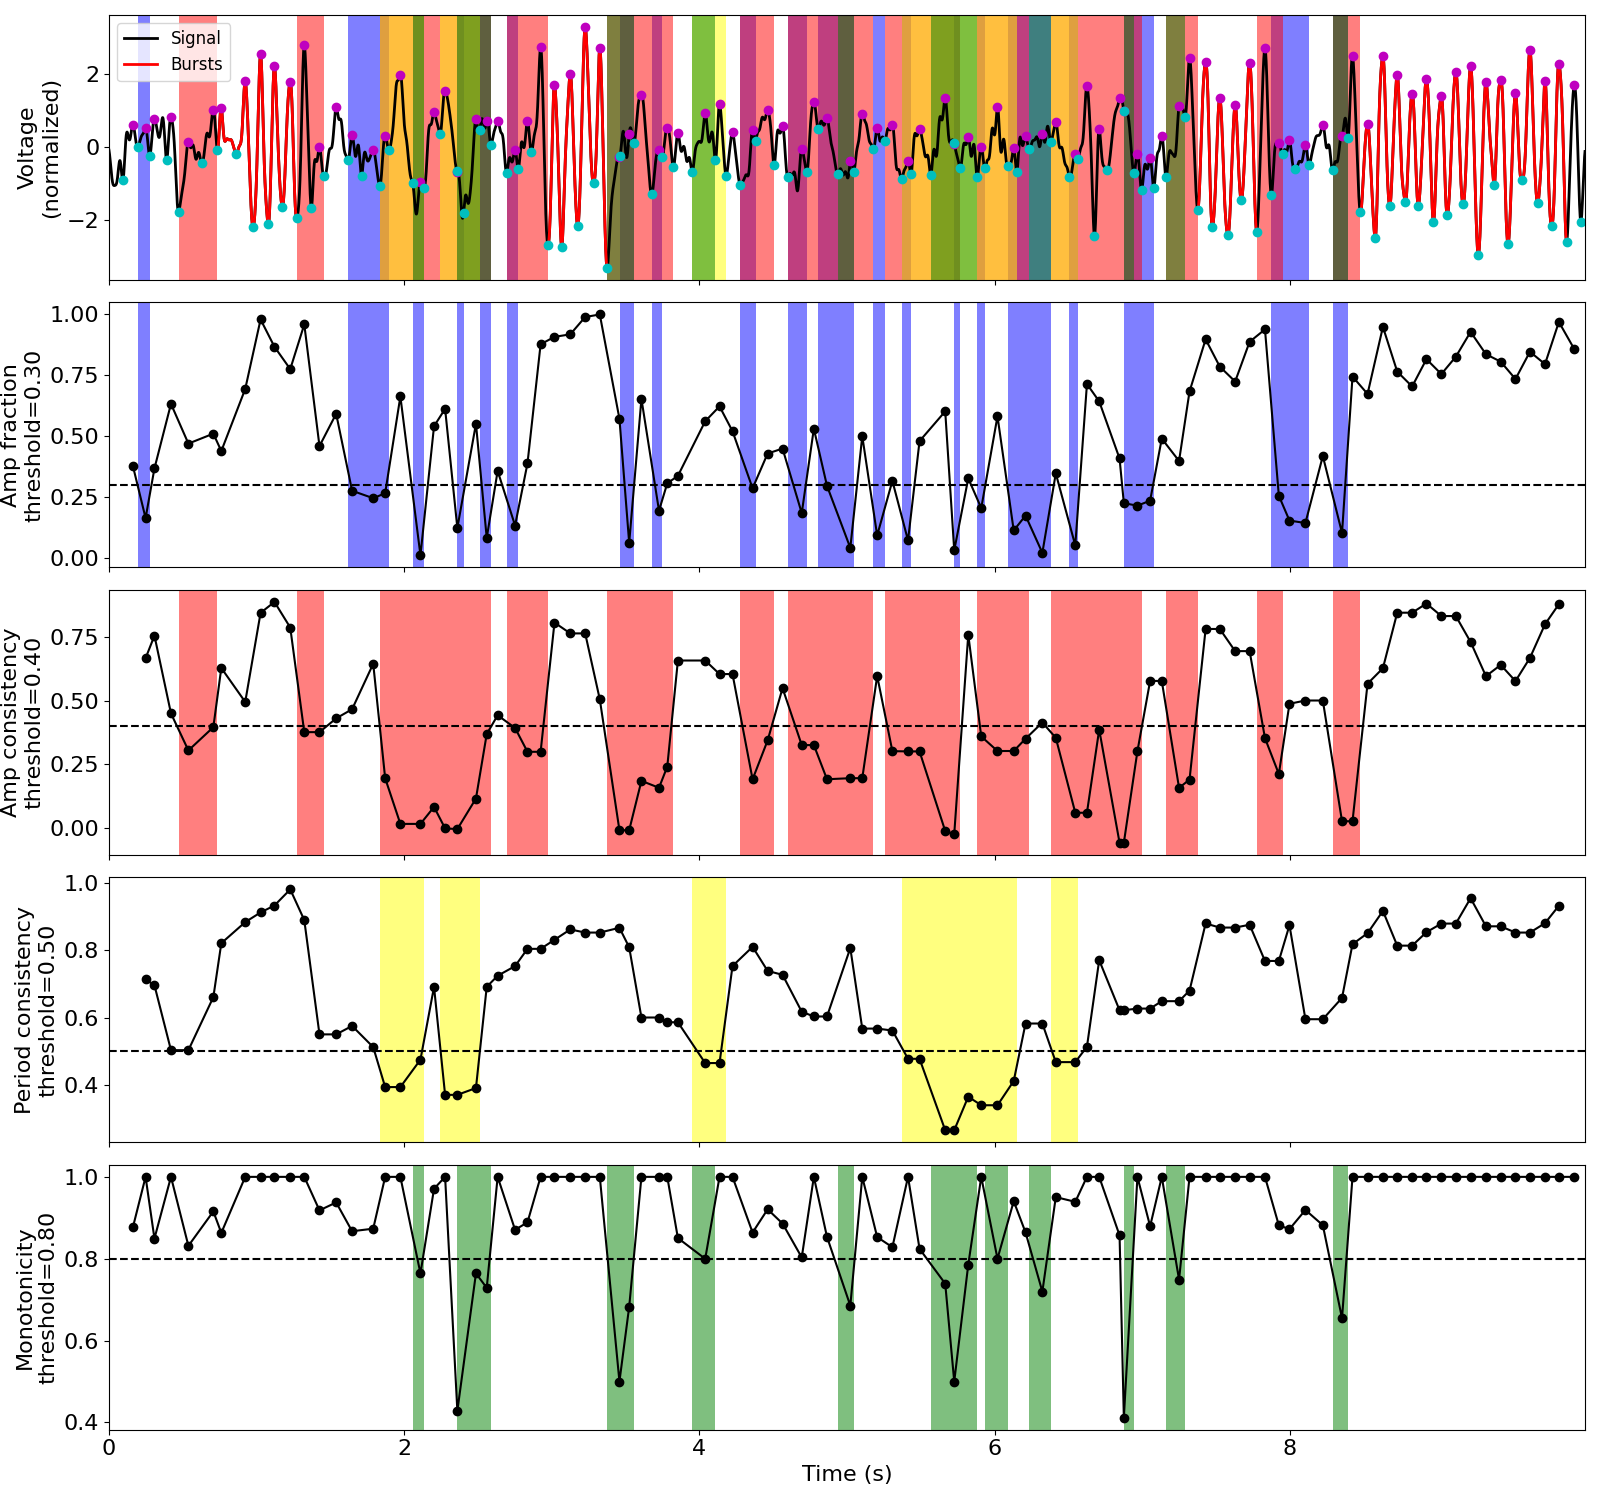 Voltage
(normalized)
2
0
−2
Signal
Bursts
Amp fraction
threshold=0.30
1.00
0.75
0.50
0.25
0.00
Amp consistency
threshold=0.40
0.75
0.50
0.25
0.00
Period consistency
threshold=0.50
1.0
0.8
0.6
0.4
Monotonicity
threshold=0.80
1.0
0.8
0.6
0.4
0 2 4 6 8
Time (s)